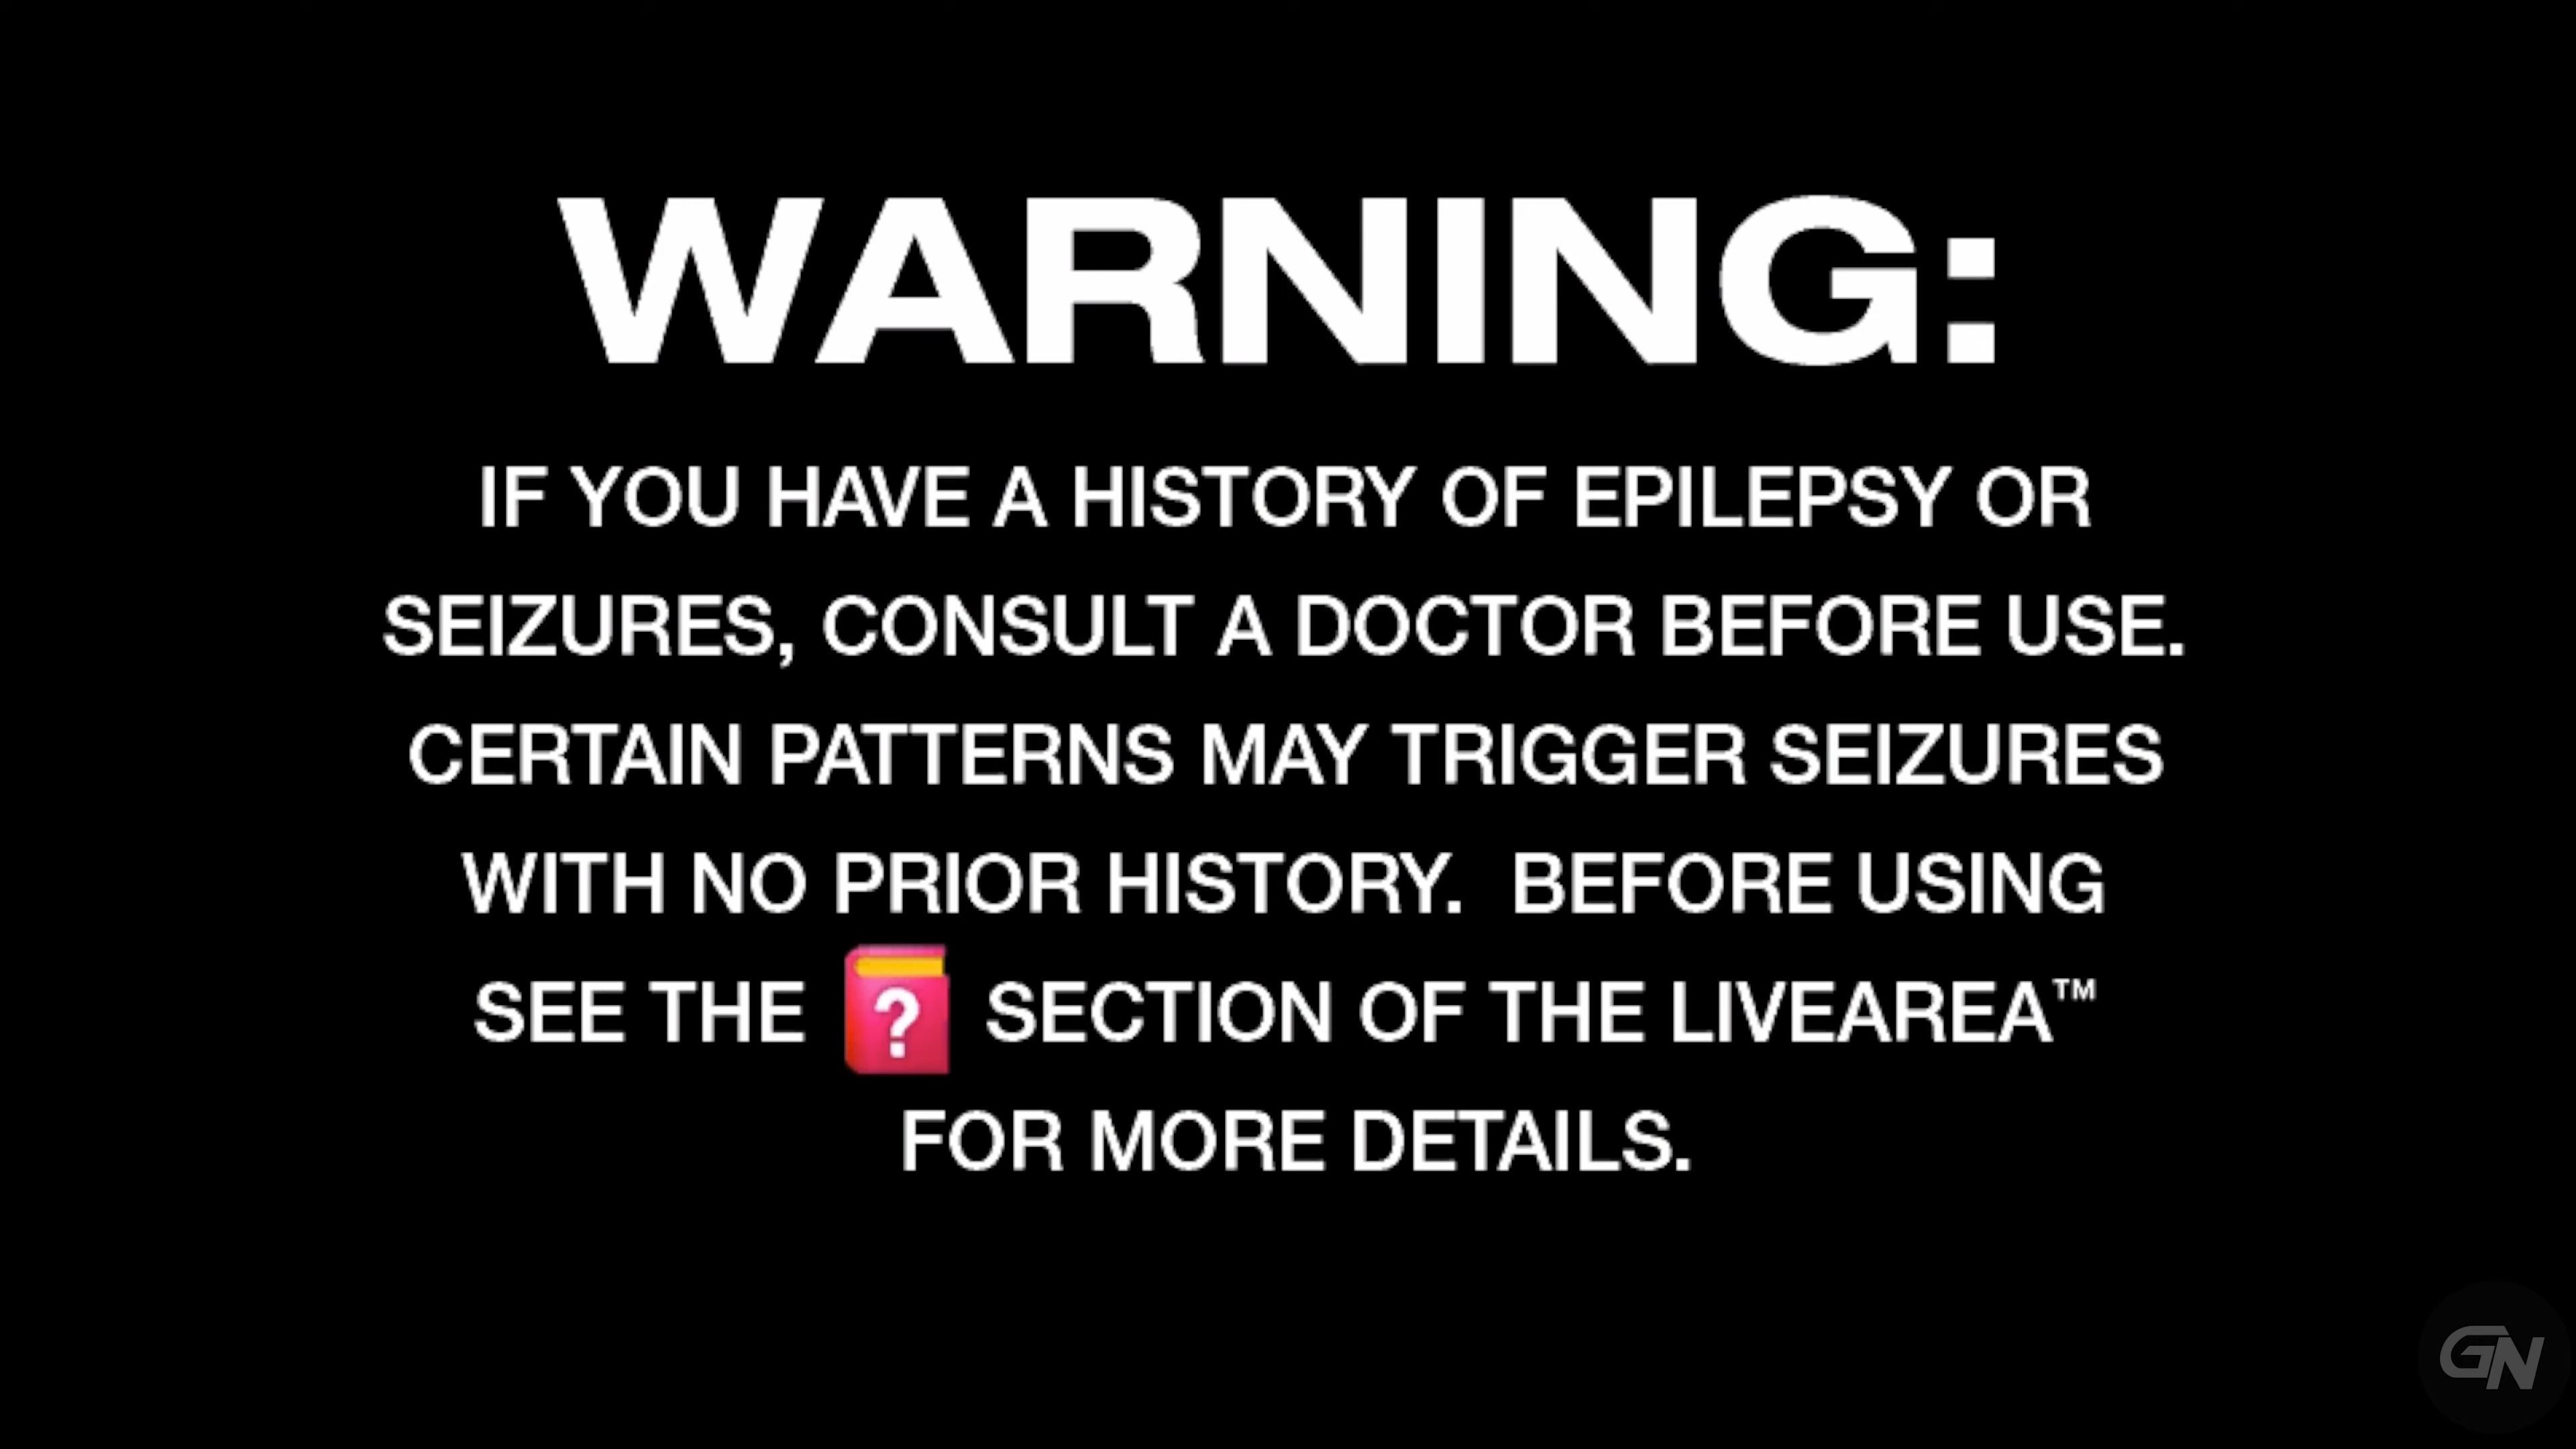 WARNING:
IF YOU HAVE A HISTORY OF EPILEPSY OR
SEIZURES, CONSULT A DOCTOR BEFORE USE.
CERTAIN PATTERNS MAY TRIGGER SEIZURES
WITH NO PRIOR HISTORY. BEFORE USING
SEE THE ? SECTION OF THE LIVEAREA™
FOR MORE DETAILS.
GN